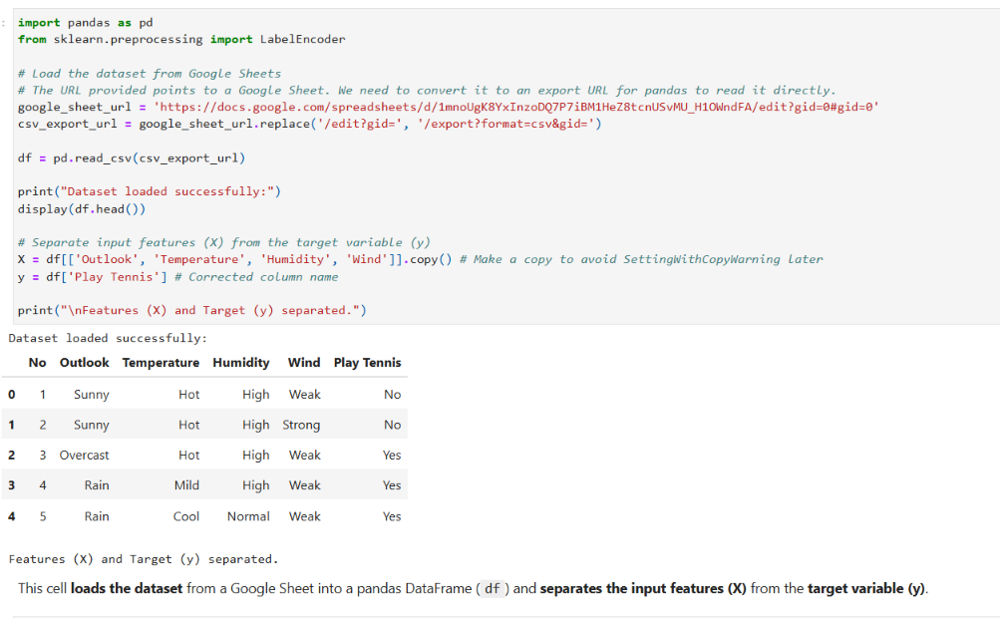 :
import pandas as pd
from sklearn.preprocessing import LabelEncoder
# Load the dataset from Google Sheets
# The URL provided points to a Google Sheet. We need to convert it to an export URL for pandas to read it directly.
google_sheet_url = 'https://docs.google.com/spreadsheets/d/1mnoUgK8YxInzoDQ7P7iBM1HeZ8tcnUSvMU_H1OWndFA/edit?gid=0#gid=0'
csv_export_url = google_sheet_url.replace('/edit?gid=', '/export?format=csv&gid=')
df = pd.read_csv(csv_export_url)
print("Dataset loaded successfully:")
display(df.head())
# Separate input features (X) from the target variable (y)
X = df[['Outlook', 'Temperature', 'Humidity', 'Wind']].copy() # Make a copy to avoid SettingWithCopyWarning later
y = df['Play Tennis'] # Corrected column name
print("\nFeatures (X) and Target (y) separated.")
Dataset loaded successfully:
No Outlook Temperature Humidity Wind Play Tennis
0 1 Sunny Hot High Weak No
1 2 Sunny Hot High Strong No
2 3 Overcast Hot High Weak Yes
3 4 Rain Mild High Weak Yes
4 5 Rain Cool Normal Weak Yes
Features (X) and Target (y) separated.
This cell loads the dataset from a Google Sheet into a pandas DataFrame ( df ) and separates the input features (X) from the target variable (y).